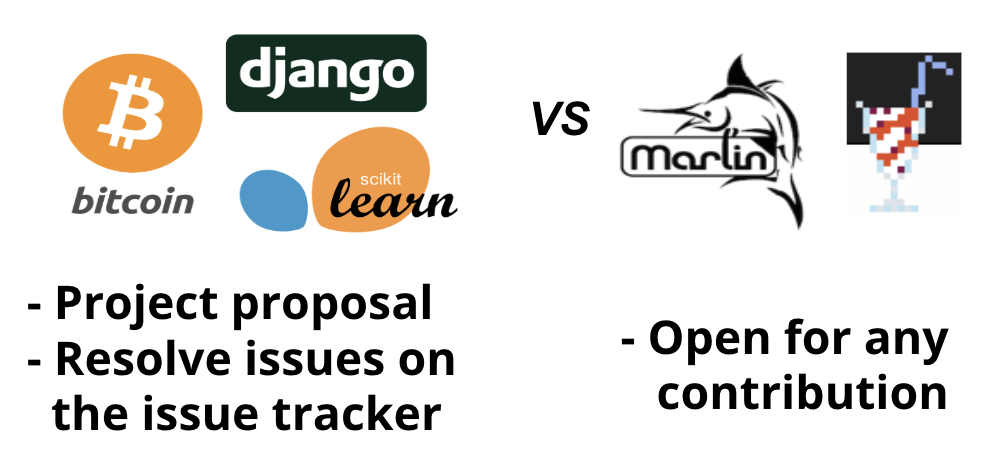 django
VS
Marlin
scikit
learn
bitcoin
- Project proposal
- Resolve issues on
the issue tracker
- Open for any
contribution